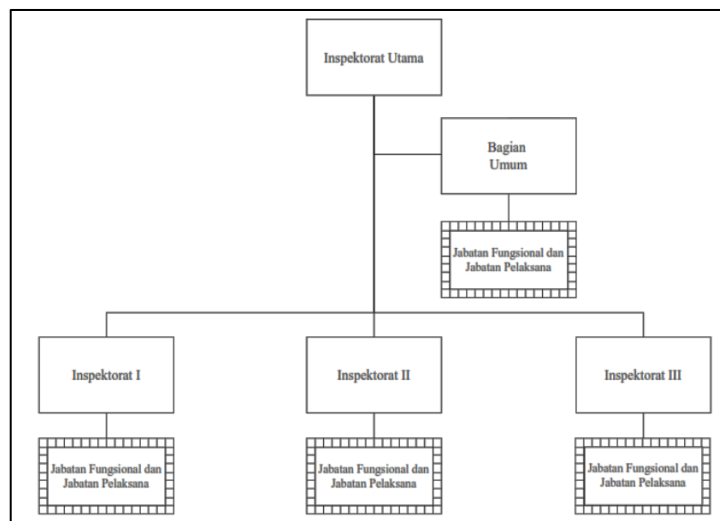 Inspektorat Utama
Bagian
Umum
Jabatan Fungsional dan
Jabatan Pelaksana
Inspektorat I
Inspektorat II
Inspektorat III
Jabatan Fungsional dan
Jabatan Pelaksana
Jabatan Fungsional dan
Jabatan Pelaksana
Jabatan Fungsional dan
Jabatan Pelaksana